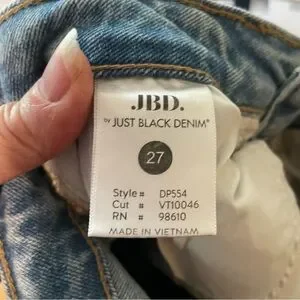 JBD.
by JUST BLACK DENIM®
27
Style # DP554
Cut # VT10046
RN # 98610
MADE IN VIETNAM